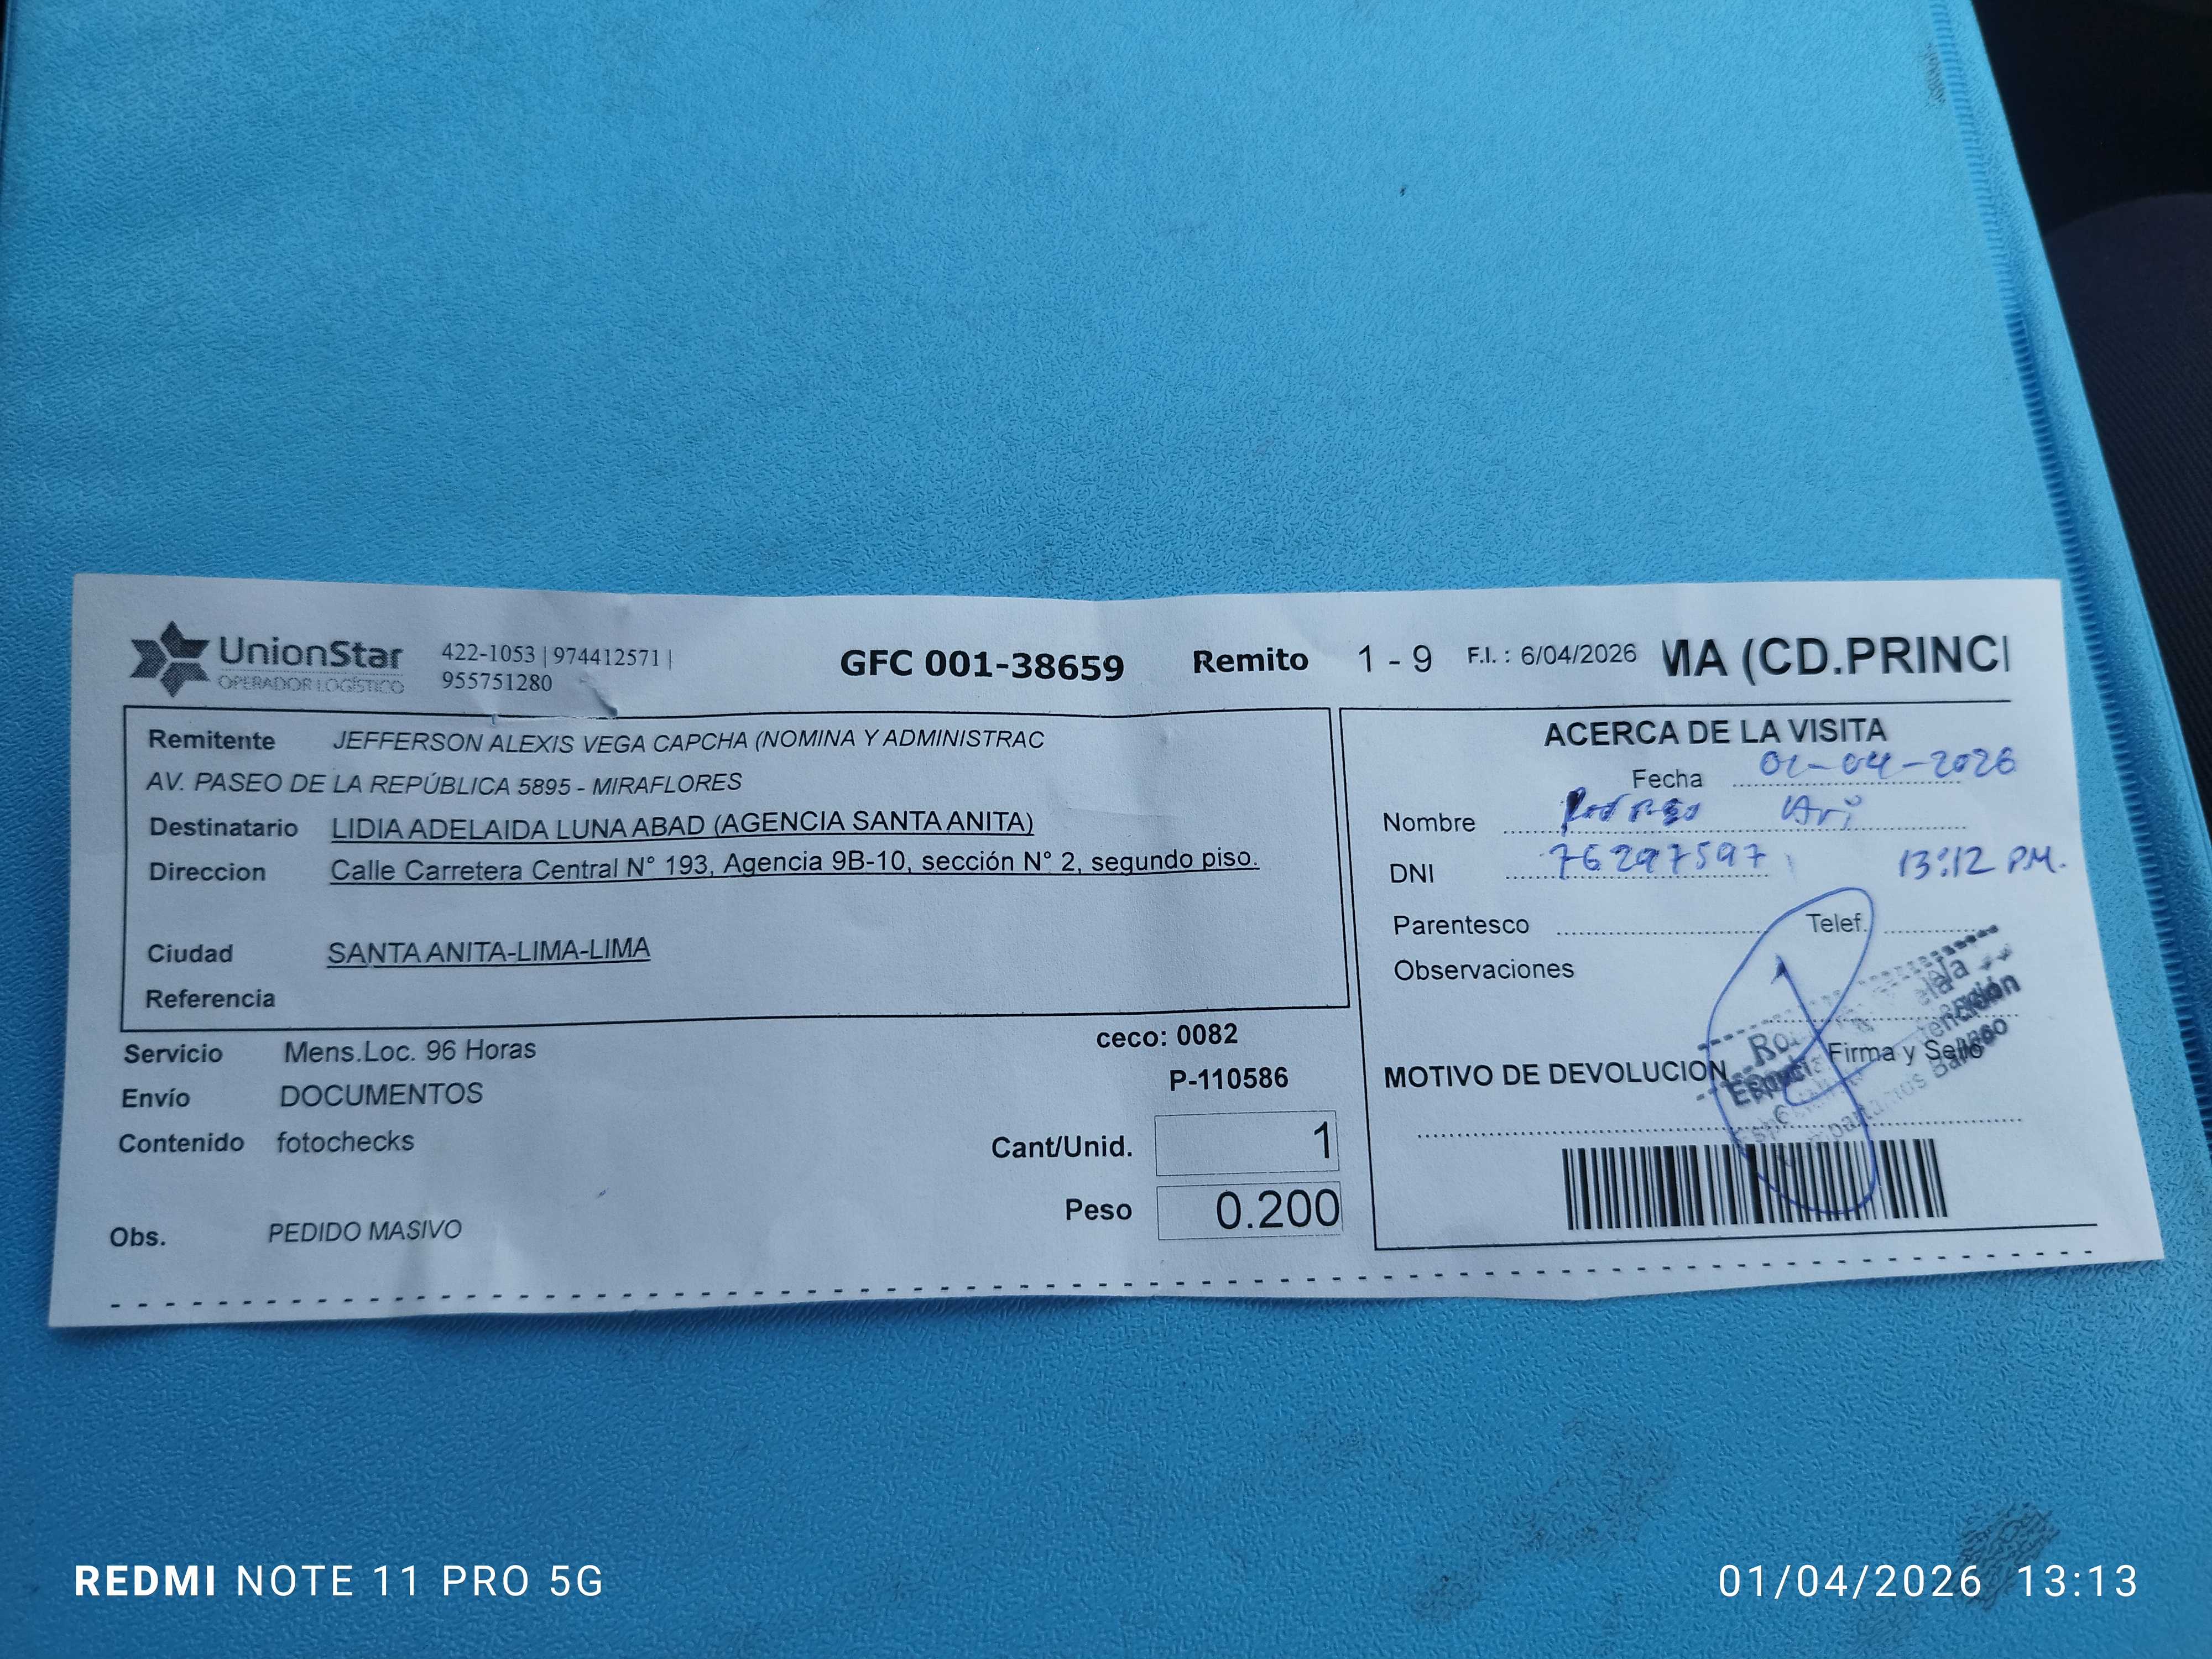 UnionStar
OPERADOR LOGÍSTICO
422-1053 | 974412571 |
955751280
GFC 001-38659 Remito 1 - 9 F.I. : 6/04/2026 MA (CD.PRINCI
Remitente JEFFERSON ALEXIS VEGA CAPCHA (NOMINA Y ADMINISTRAC
AV. PASEO DE LA REPÚBLICA 5895 - MIRAFLORES
Destinatario LIDIA ADELAIDA LUNA ABAD (AGENCIA SANTA ANITA)
Direccion Calle Carretera Central N° 193, Agencia 9B-10, sección N° 2, segundo piso.
Ciudad SANTA ANITA-LIMA-LIMA
Referencia
Servicio Mens.Loc. 96 Horas
ceco: 0082
Envío DOCUMENTOS
P-110586
Contenido fotochecks
Cant/Unid. 1
Peso 0.200
Obs. PEDIDO MASIVO
ACERCA DE LA VISITA
Fecha 01-04-2026
Nombre Rodrigo Ari
DNI 76297597 13:12 PM.
Parentesco Telef.
Observaciones
Firma y Sello
MOTIVO DE DEVOLUCION
REDMI NOTE 11 PRO 5G
01/04/2026 13:13